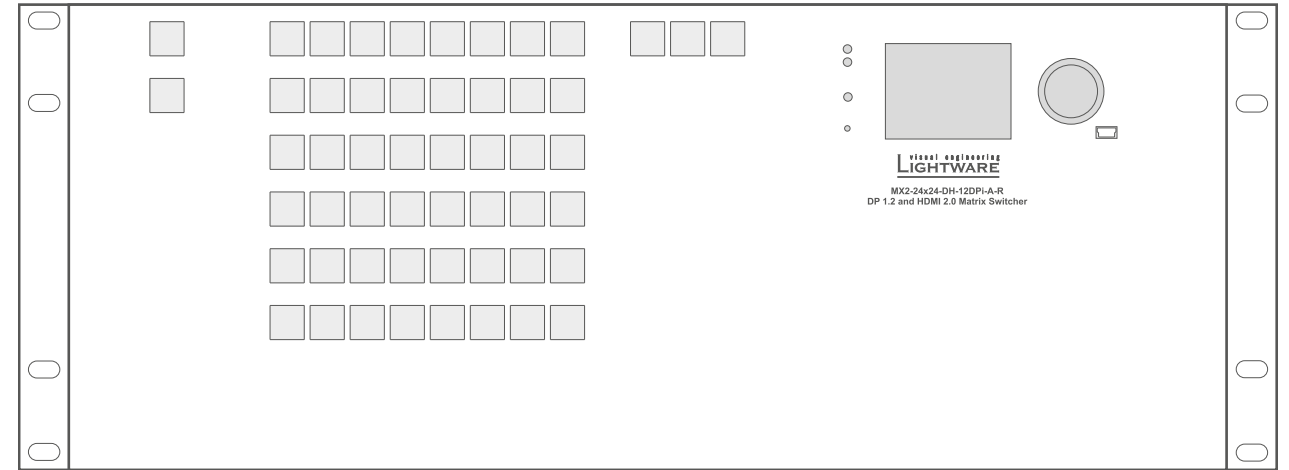 visual engineering
LIGHTWARE
MX2-24x24-DH-12DPi-A-R
DP 1.2 and HDMI 2.0 Matrix Switcher